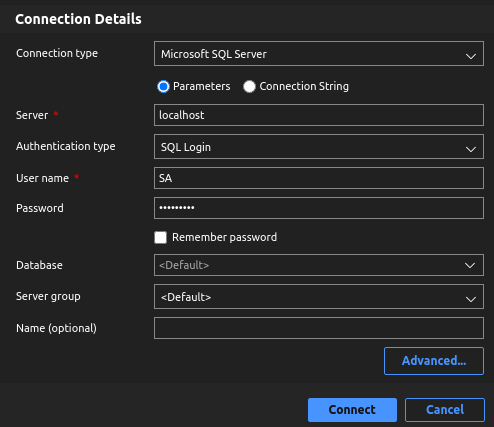 Connection Details
Connection type Microsoft SQL Server
Parameters Connection String
Server * localhost
Authentication type SQL Login
User name * SA
Password •••••••••
Remember password
Database <Default>
Server group <Default>
Name (optional)
Advanced...
Connect Cancel